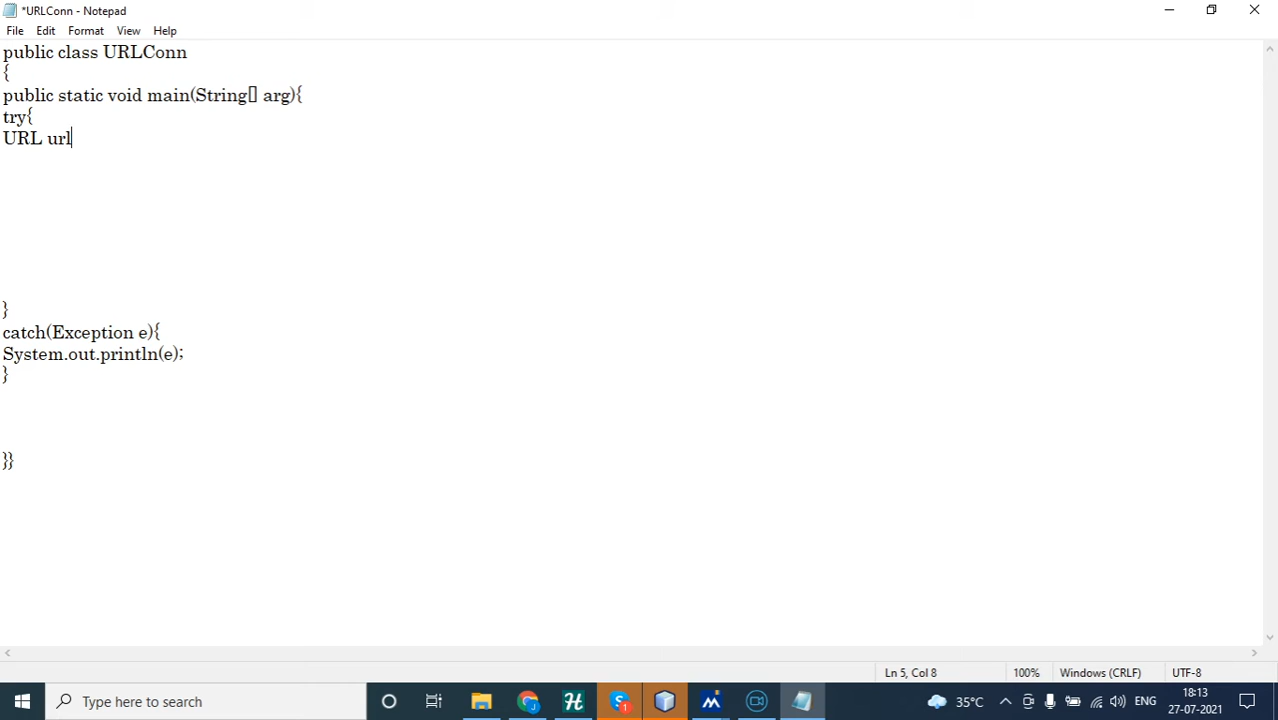 *URLConn - Notepad
File Edit Format View Help
public class URLConn
{
public static void main(String[] arg){
try{
URL url
}
catch(Exception e){
System.out.println(e);
}
}}
Ln 5, Col 8 100% Windows (CRLF) UTF-8
Type here to search
1
35°C ENG 18:13
27-07-2021